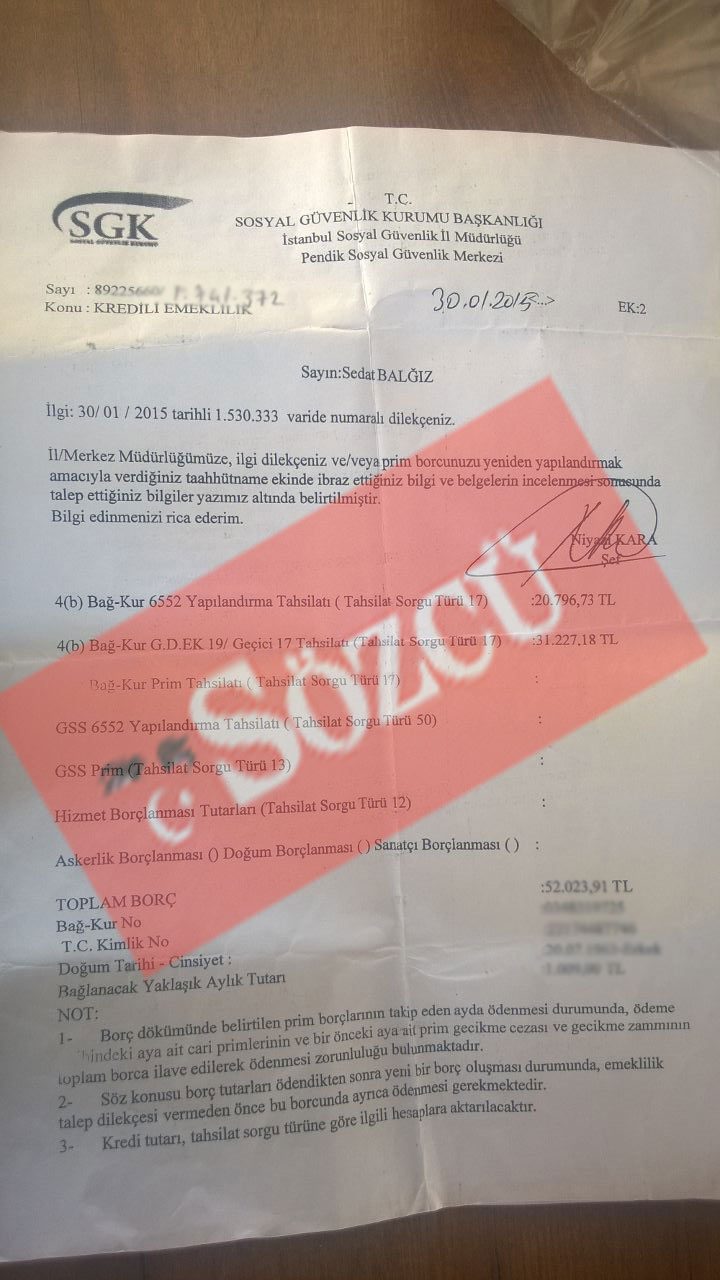 SGK
SOSYAL GÜVENLİK KURUMU
T.C.
SOSYAL GÜVENLİK KURUMU BAŞKANLIĞI
İstanbul Sosyal Güvenlik İl Müdürlüğü
Pendik Sosyal Güvenlik Merkezi
Sayı : 89225
Konu : KREDİLİ EMEKLİLİK
30.01.2015
EK:2
Sayın:Sedat BALĞIZ
İlgi: 30/ 01 / 2015 tarihli 1.530.333 varide numaralı dilekçeniz.
İl/Merkez Müdürlüğümüze, ilgi dilekçeniz ve/veya prim borcunuzu yeniden yapılandırmak
amacıyla verdiğiniz taahhütname ekinde ibraz ettiğiniz bilgi ve belgelerin incelenmesi sonucunda
talep ettiğiniz bilgiler yazımız altında belirtilmiştir.
Bilgi edinmenizi rica ederim.
Niyazi KARA
Şef
4(b) Bağ-Kur 6552 Yapılandırma Tahsilatı ( Tahsilat Sorgu Türü 17) :20.796,73 TL
4(b) Bağ-Kur G.D.EK 19/ Geçici 17 Tahsilatı (Tahsilat Sorgu Türü 17) :31.227,18 TL
Bağ-Kur Prim Tahsilatı ( Tahsilat Sorgu Türü 17) :
GSS 6552 Yapılandırma Tahsilatı ( Tahsilat Sorgu Türü 50) :
GSS Prim (Tahsilat Sorgu Türü 13) :
Hizmet Borçlanması Tutarları (Tahsilat Sorgu Türü 12) :
Askerlik Borçlanması () Doğum Borçlanması ( ) Sanatçı Borçlanması ( ) :
SÖZCÜ
TOPLAM BORÇ :52.023,91 TL
Bağ-Kur No
T.C. Kimlik No
Doğum Tarihi - Cinsiyet :
Bağlanacak Yaklaşık Aylık Tutarı
NOT:
1- Borç dökümünde belirtilen prim borçlarının takip eden ayda ödenmesi durumunda, ödeme
aya ait cari primlerinin ve bir önceki aya ait prim gecikme cezası ve gecikme zammının
toplam borca ilave edilerek ödenmesi zorunluluğu bulunmaktadır.
2- Söz konusu borç tutarları ödendikten sonra yeni bir borç oluşması durumunda, emeklilik
talep dilekçesi vermeden önce bu borcunda ayrıca ödenmesi gerekmektedir.
3- Kredi tutarı, tahsilat sorgu türüne göre ilgili hesaplara aktarılacaktır.